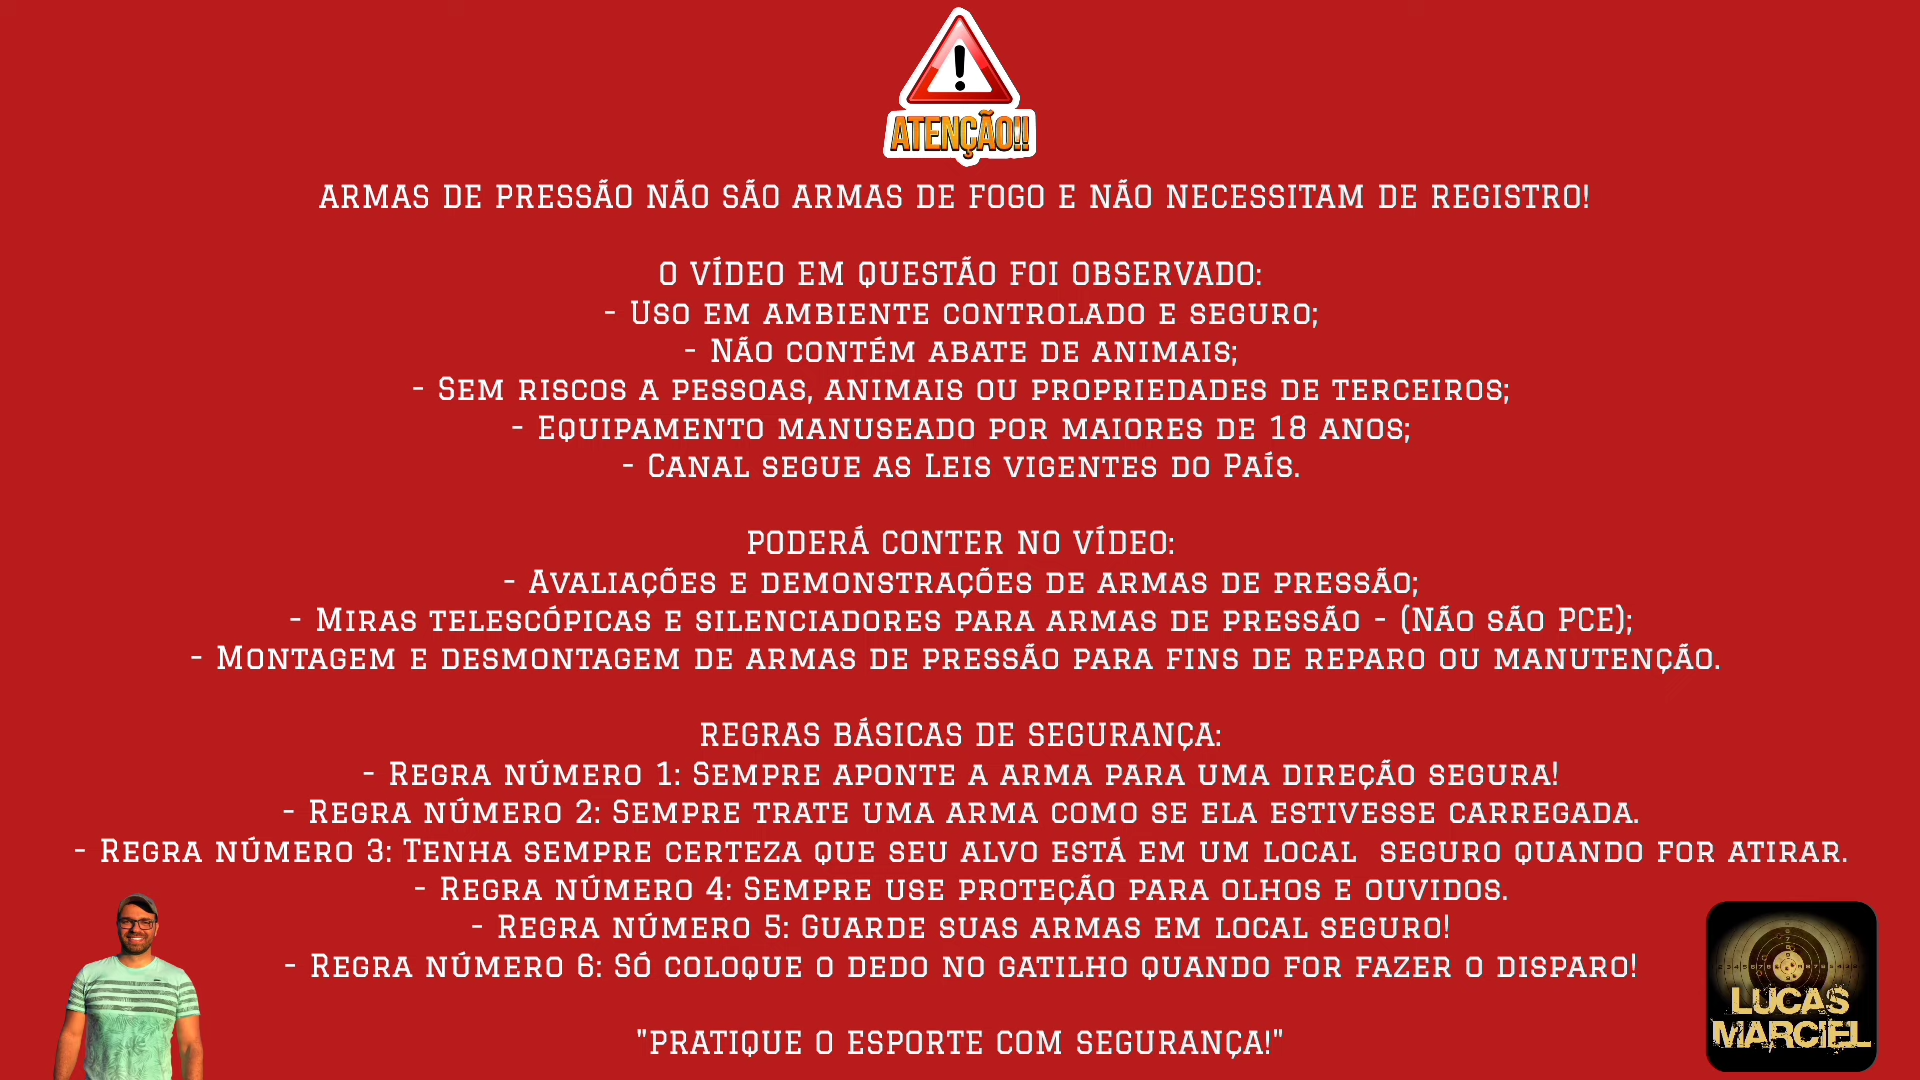 ATENÇÃO!!
ARMAS DE PRESSÃO NÃO SÃO ARMAS DE FOGO E NÃO NECESSITAM DE REGISTRO!
O VÍDEO EM QUESTÃO FOI OBSERVADO:
- Uso em ambiente controlado e seguro;
- Não contém abate de animais;
- Sem riscos a pessoas, animais ou propriedades de terceiros;
- Equipamento manuseado por maiores de 18 anos;
- Canal segue as Leis vigentes do País.
PODERÁ CONTER NO VÍDEO:
- Avaliações e demonstrações de armas de pressão;
- Miras telescópicas e silenciadores para armas de pressão - (Não são PCE);
- Montagem e desmontagem de armas de pressão para fins de reparo ou manutenção.
REGRAS BÁSICAS DE SEGURANÇA:
- Regra número 1: Sempre aponte a arma para uma direção segura!
- Regra número 2: Sempre trate uma arma como se ela estivesse carregada.
- Regra número 3: Tenha sempre certeza que seu alvo está em um local  seguro quando for atirar.
- Regra número 4: Sempre use proteção para olhos e ouvidos.
- Regra número 5: Guarde suas armas em local seguro!
- Regra número 6: Só coloque o dedo no gatilho quando for fazer o disparo!
"PRATIQUE O ESPORTE COM SEGURANÇA!"
LUCAS
MARCIEL